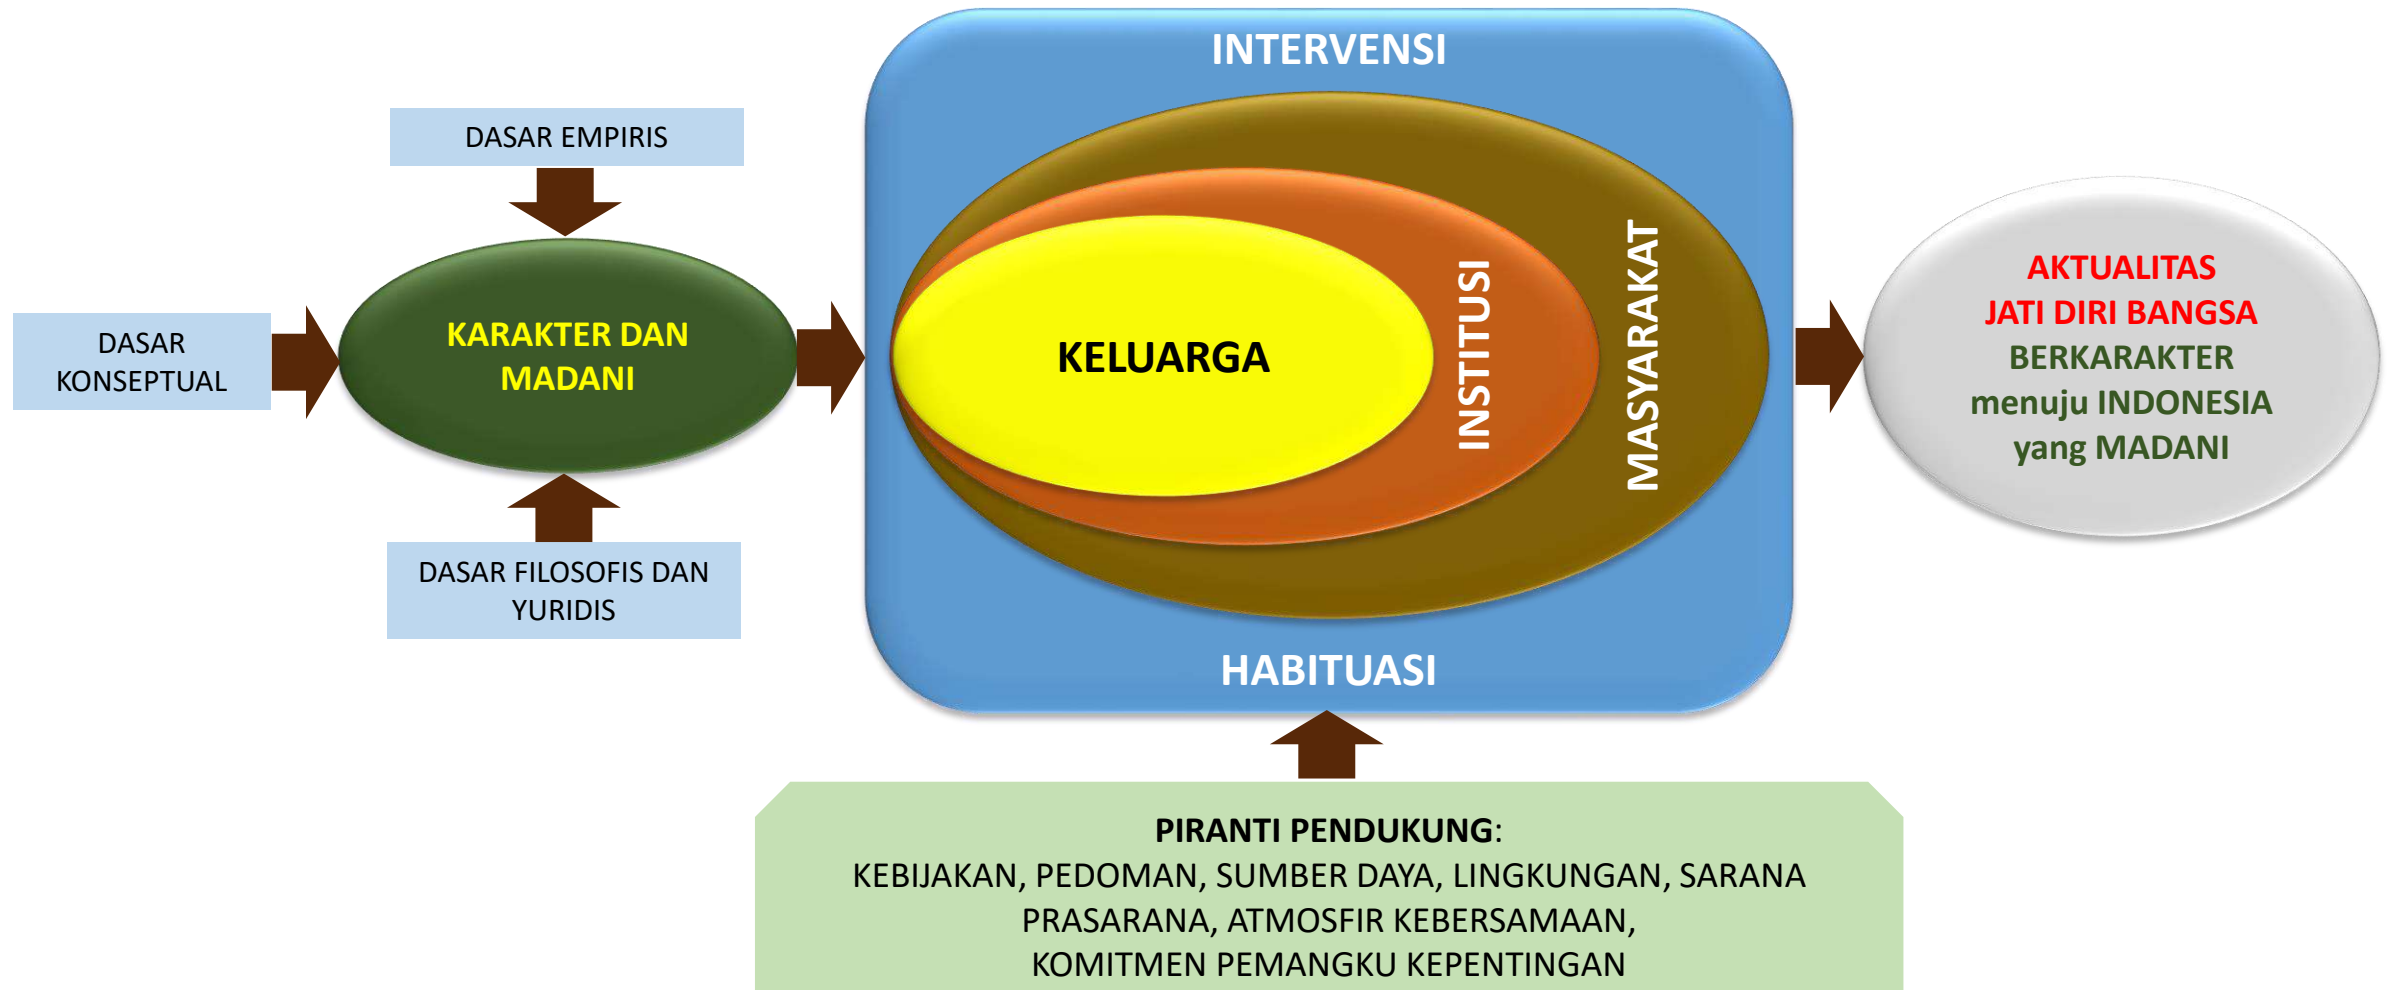 DASAR
KONSEPTUAL
DASAR EMPIRIS
KARAKTER DAN
MADANI
DASAR FILOSOFIS DAN
YURIDIS
INTERVENSI
KELUARGA
INSTITUSI
MASYARAKAT
HABITUASI
AKTUALITAS
JATI DIRI BANGSA
BERKARAKTER
menuju INDONESIA
yang MADANI
PIRANTI PENDUKUNG:
KEBIJAKAN, PEDOMAN, SUMBER DAYA, LINGKUNGAN, SARANA
PRASARANA, ATMOSFIR KEBERSAMAAN,
KOMITMEN PEMANGKU KEPENTINGAN